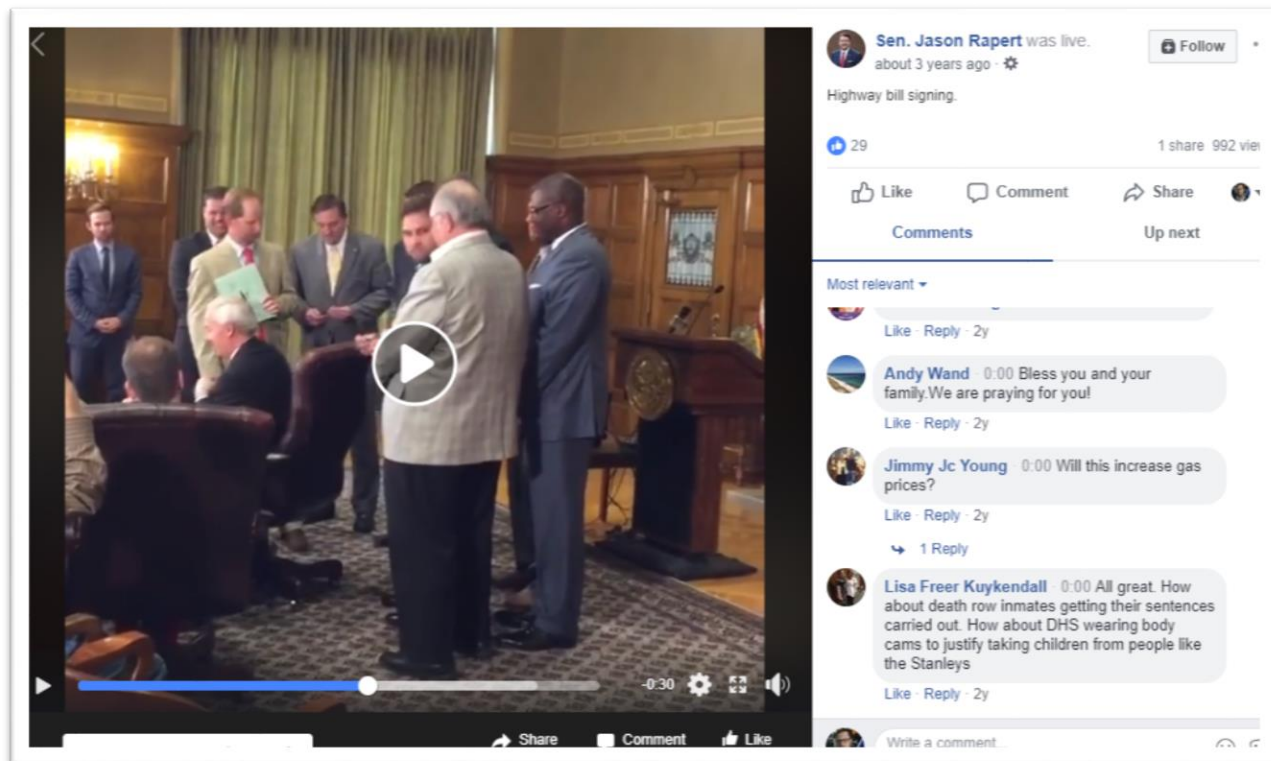 Sen. Jason Rapert was live.
about 3 years ago
Follow
Highway bill signing.
29
1 share 992
Like Comment Share
Comments Up next
Most relevant
Like · Reply · 2y
Andy Wand 0:00 Bless you and your
family.We are praying for you!
Like · Reply · 2y
Jimmy Jc Young 0:00 Will this increase gas
prices?
Like · Reply · 2y
1 Reply
Lisa Freer Kuykendall 0:00 All great. How
about death row inmates getting their sentences
carried out. How about DHS wearing body
cams to justify taking children from people like
the Stanleys
Like · Reply · 2y
Write a comment...
-0:30
Share Comment Like